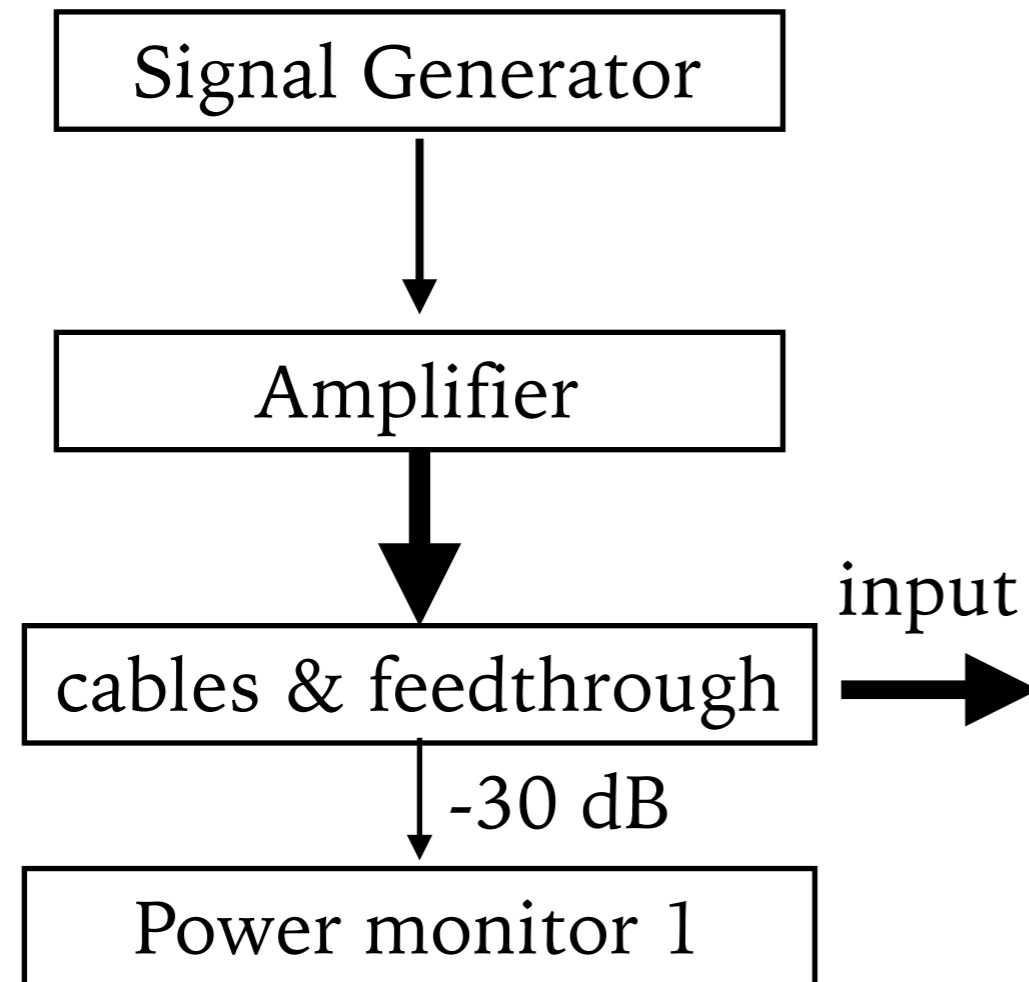 Signal Generator
Amplifier
input
cables & feedthrough
-30 dB
Power monitor 1